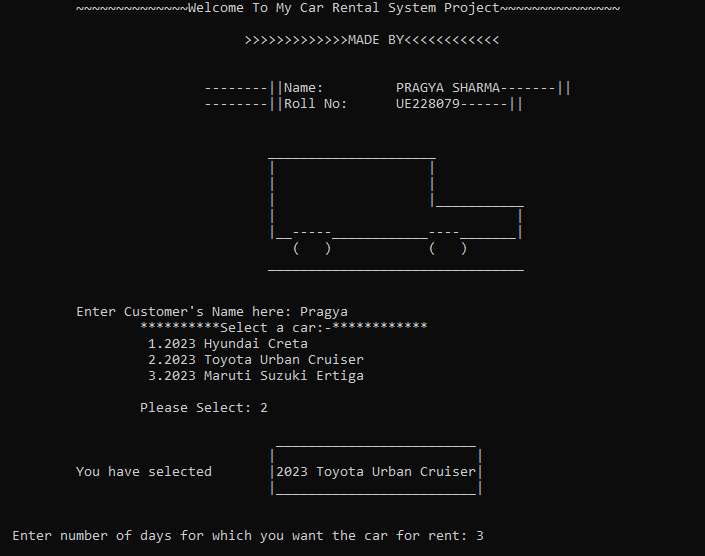 ~~~~~~~~~~~~~~Welcome To My Car Rental System Project~~~~~~~~~~~~~~~
>>>>>>>>>>>>>MADE BY<<<<<<<<<<<<
--------||Name: PRAGYA SHARMA-------||
--------||Roll No: UE228079------||
Enter Customer's Name here: Pragya
**********Select a car:-************
1.2023 Hyundai Creta
2.2023 Toyota Urban Cruiser
3.2023 Maruti Suzuki Ertiga
Please Select: 2
You have selected |2023 Toyota Urban Cruiser|
Enter number of days for which you want the car for rent: 3